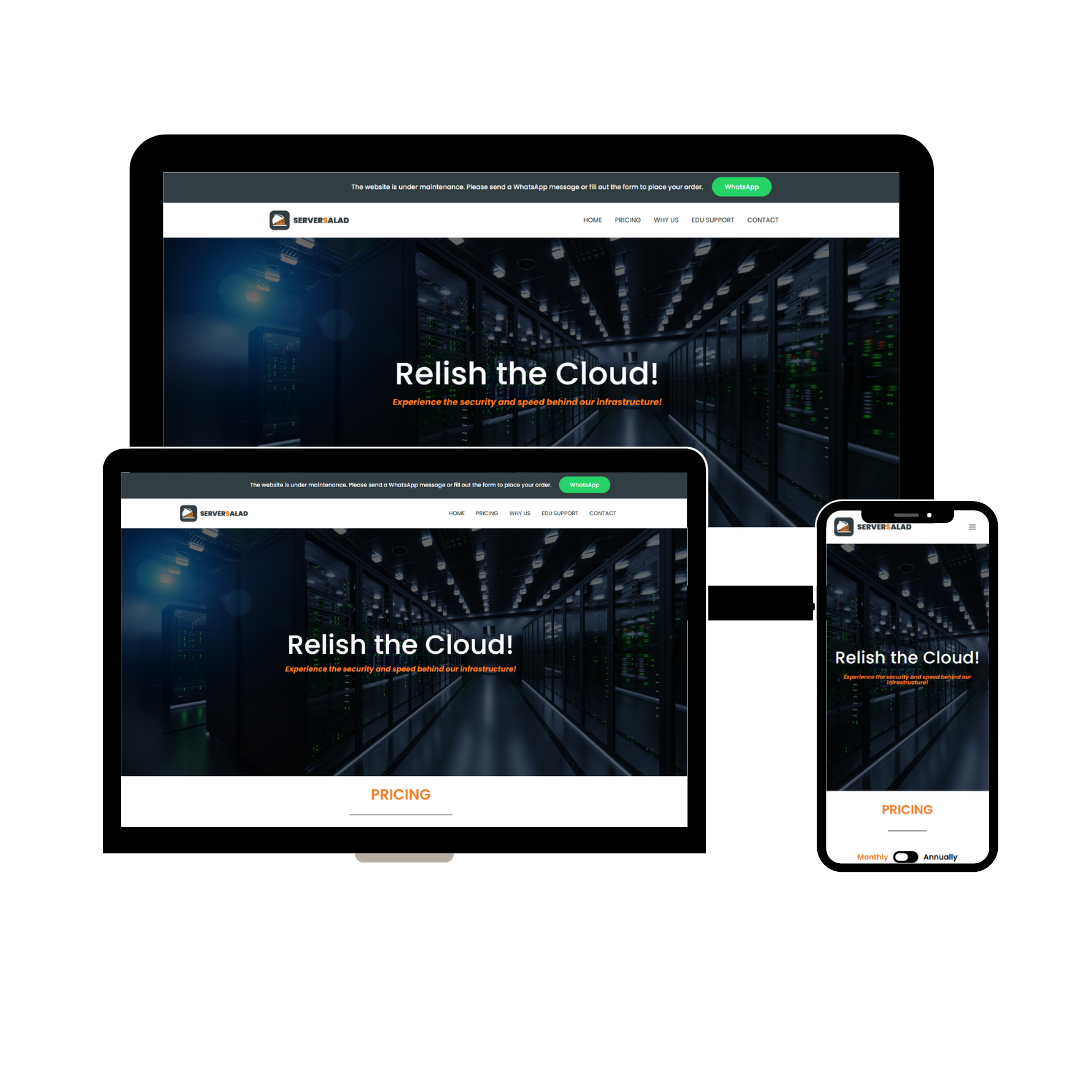 The website is under maintenance. Please send a WhatsApp message or fill out the form to place your order. WhatsApp
SERVERSALAD HOME PRICING WHY US EDU SUPPORT CONTACT
Relish the Cloud!
Experience the security and speed behind our infrastructure!
The website is under maintenance. Please send a WhatsApp message or fill out the form to place your order. WhatsApp
SERVERSALAD HOME PRICING WHY US EDU SUPPORT CONTACT
Relish the Cloud!
Experience the security and speed behind our infrastructure!
PRICING
SERVERSALAD
Relish the Cloud!
Experience the security and speed behind our
infrastructure!
PRICING
Monthly Annually